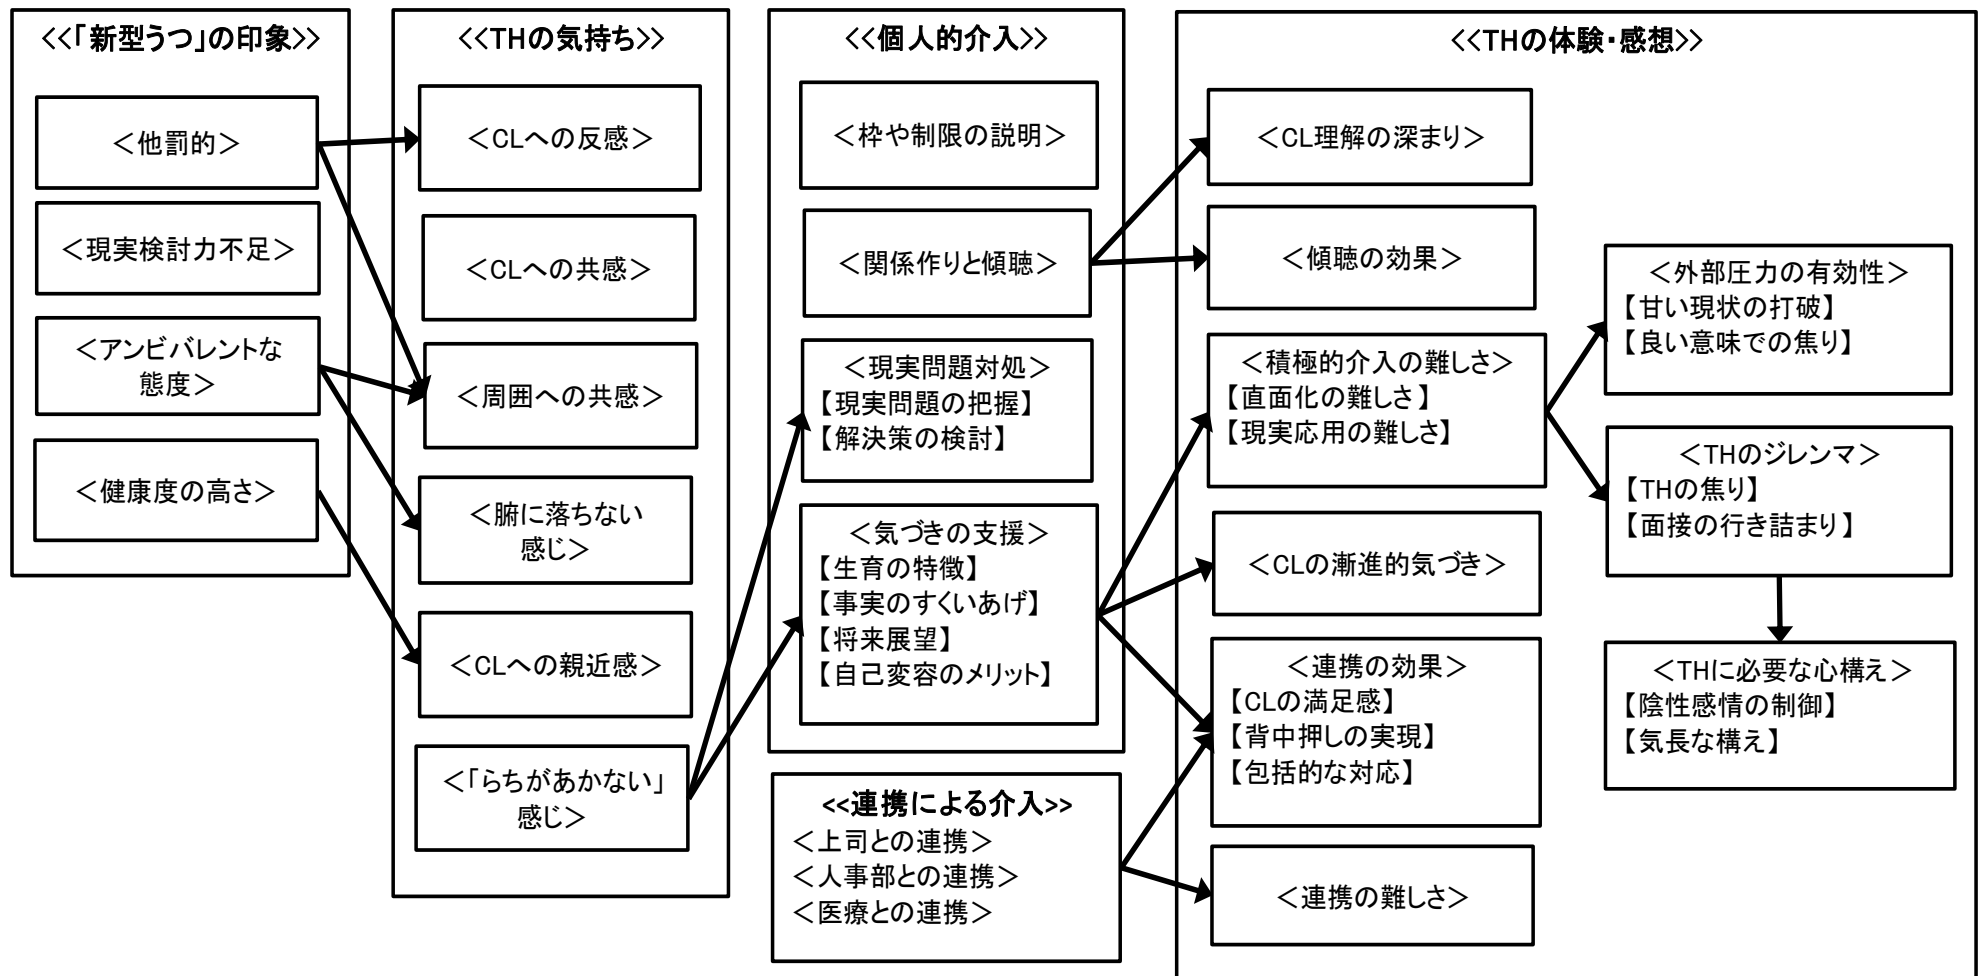 <<「新型うつ」の印象>>
＜他罰的＞
＜現実検討力不足＞
＜アンビバレントな
態度＞
＜健康度の高さ＞
<<THの気持ち>>
＜CLへの反感＞
＜CLへの共感＞
＜周囲への共感＞
＜腑に落ちない
感じ＞
＜CLへの親近感＞
＜「らちがあかない」
感じ＞
<<個人的介入>>
＜枠や制限の説明＞
＜関係作りと傾聴＞
＜現実問題対処＞
【現実問題の把握】
【解決策の検討】
＜気づきの支援＞
【生育の特徴】
【事実のすくいあげ】
【将来展望】
【自己変容のメリット】
<<連携による介入>>
＜上司との連携＞
＜人事部との連携＞
＜医療との連携＞
<<THの体験・感想>>
＜CL理解の深まり＞
＜傾聴の効果＞
＜積極的介入の難しさ＞
【直面化の難しさ】
【現実応用の難しさ】
＜CLの漸進的気づき＞
＜連携の効果＞
【CLの満足感】
【背中押しの実現】
【包括的な対応】
＜連携の難しさ＞
＜外部圧力の有効性＞
【甘い現状の打破】
【良い意味での焦り】
＜THのジレンマ＞
【THの焦り】
【面接の行き詰まり】
＜THに必要な心構え＞
【陰性感情の制御】
【気長な構え】